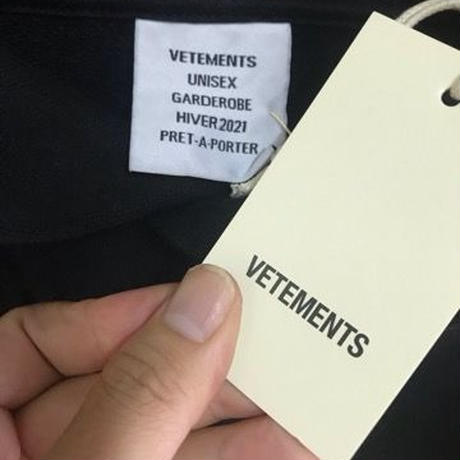 VETEMENTS
UNISEX
GARDEROBE
HIVER 2021
PRET-A-PORTER
VETEMENTS